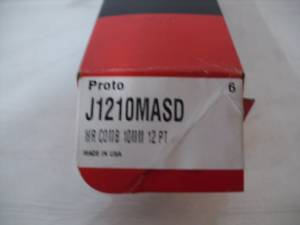 Proto 6
J1210MASD
WR COMB 10MM 12 PT
MADE IN USA